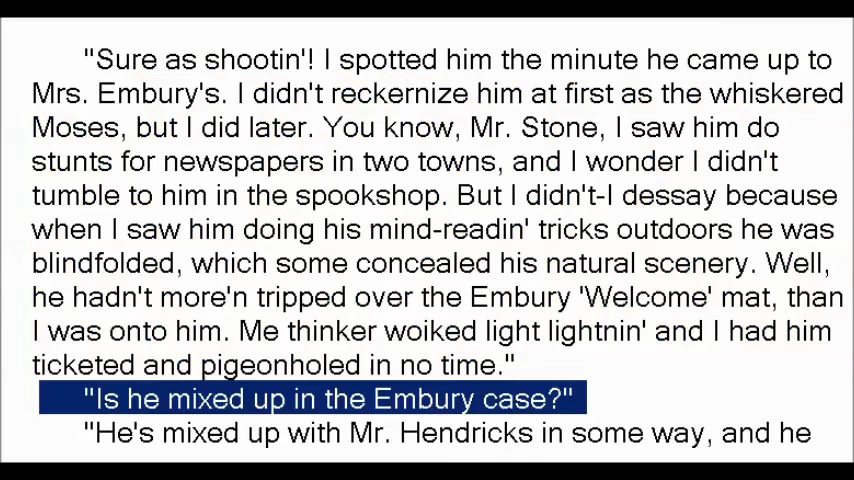 "Sure as shootin'! I spotted him the minute he came up to
Mrs. Embury's. I didn't reckernize him at first as the whiskered
Moses, but I did later. You know, Mr. Stone, I saw him do
stunts for newspapers in two towns, and I wonder I didn't
tumble to him in the spookshop. But I didn't-I dessay because
when I saw him doing his mind-readin' tricks outdoors he was
blindfolded, which some concealed his natural scenery. Well,
he hadn't more'n tripped over the Embury 'Welcome' mat, than
I was onto him. Me thinker woiked light lightnin' and I had him
ticketed and pigeonholed in no time."
"Is he mixed up in the Embury case?"
"He's mixed up with Mr. Hendricks in some way, and he